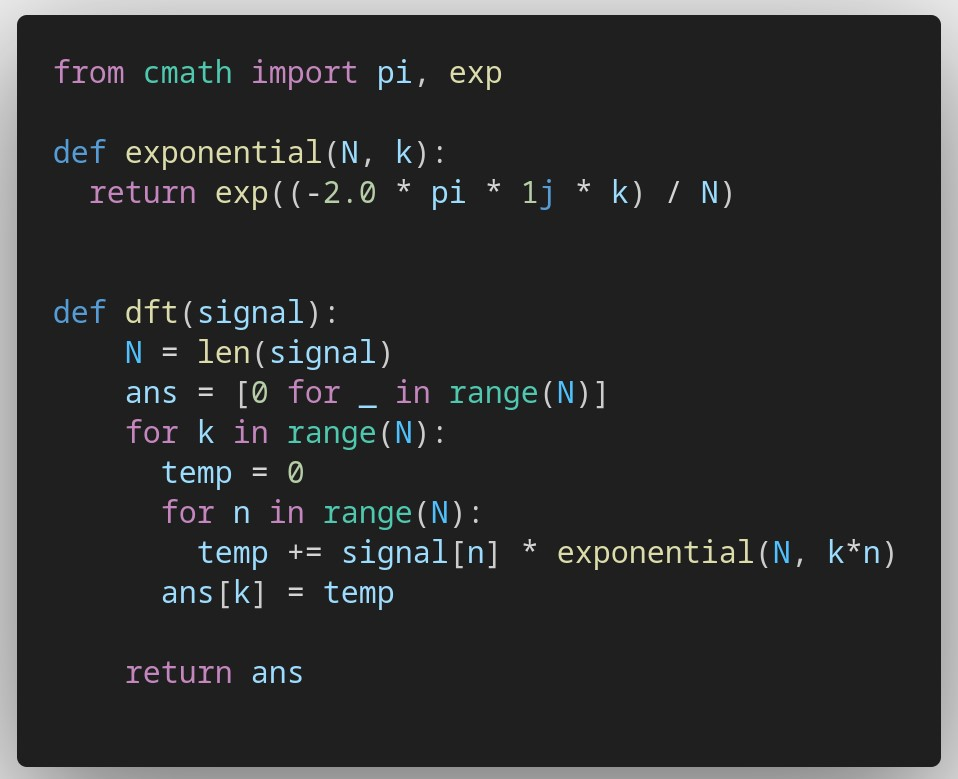 from cmath import pi, exp

def exponential(N, k):
  return exp((-2.0 * pi * 1j * k) / N)

def dft(signal):
    N = len(signal)
    ans = [0 for _ in range(N)]
    for k in range(N):
      temp = 0
      for n in range(N):
        temp += signal[n] * exponential(N, k*n)
      ans[k] = temp

    return ans